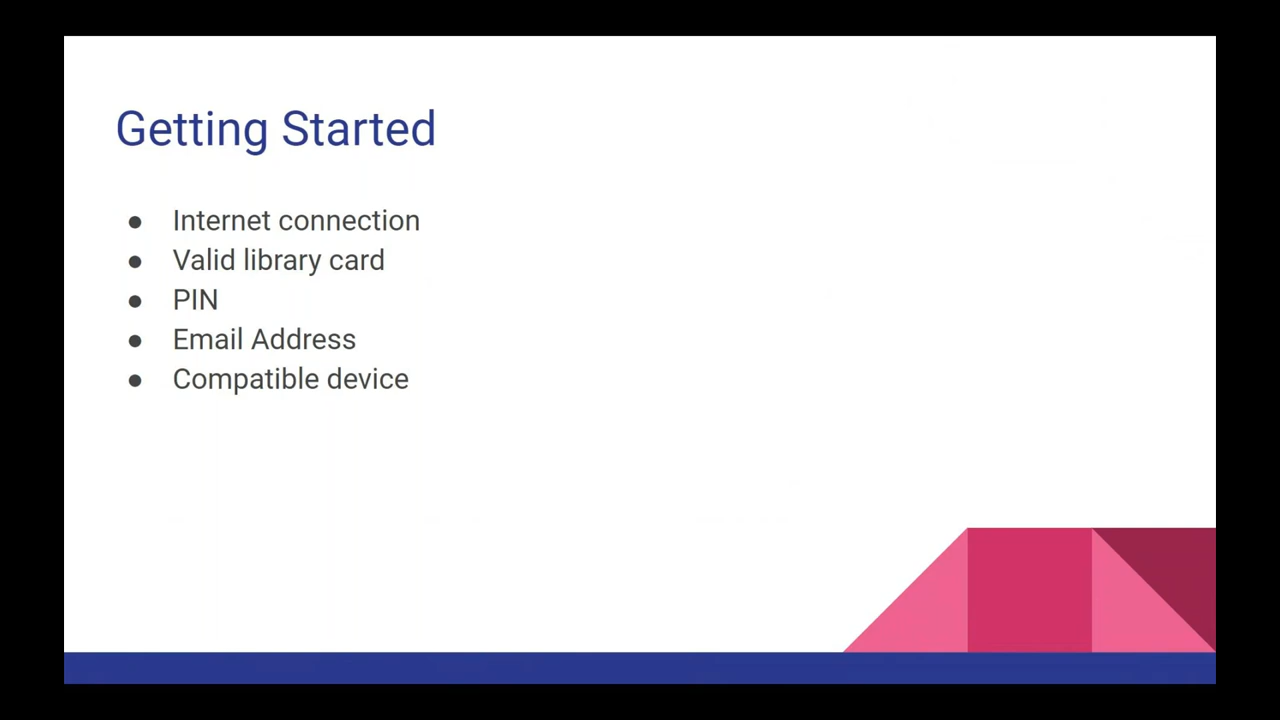 Getting Started
● Internet connection
● Valid library card
● PIN
● Email Address
● Compatible device